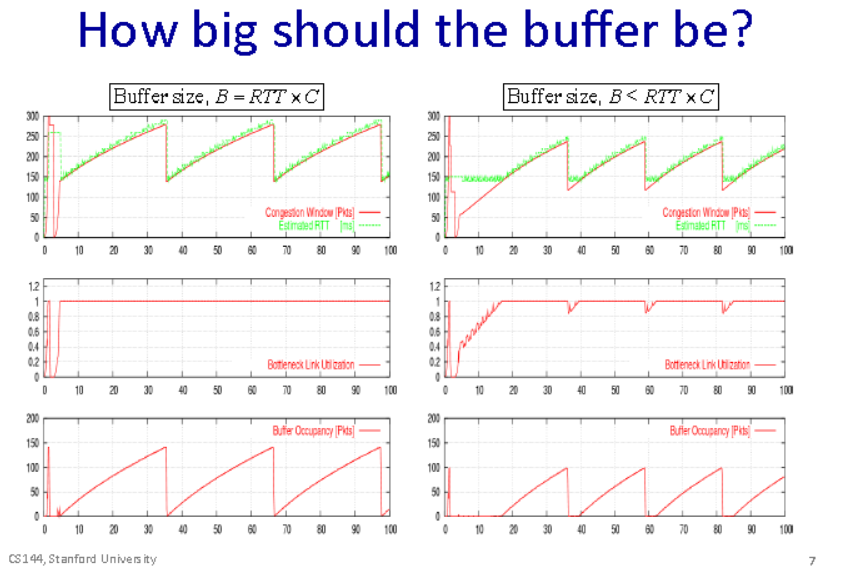 How big should the buffer be?
Buffer size, B = RTT × C
300
250
200
150
100
50
0
Congestion Window [Pkts]
Estimated RTT [ms]
0 10 20 30 40 50 60 70 80 90 100
1.2
1
0.8
0.6
0.4
0.2
0
Bottleneck Link Utilization
0 10 20 30 40 50 60 70 80 90 100
200
150
100
50
0
Buffer Occupancy [Pkts]
0 10 20 30 40 50 60 70 80 90 100
Buffer size, B < RTT × C
300
250
200
150
100
50
0
Congestion Window [Pkts]
Estimated RTT [ms]
0 10 20 30 40 50 60 70 80 90 100
1.2
1
0.8
0.6
0.4
0.2
0
Bottleneck Link Utilization
0 10 20 30 40 50 60 70 80 90 100
200
150
100
50
0
Buffer Occupancy [Pkts]
0 10 20 30 40 50 60 70 80 90 100
CS144, Stanford University
7